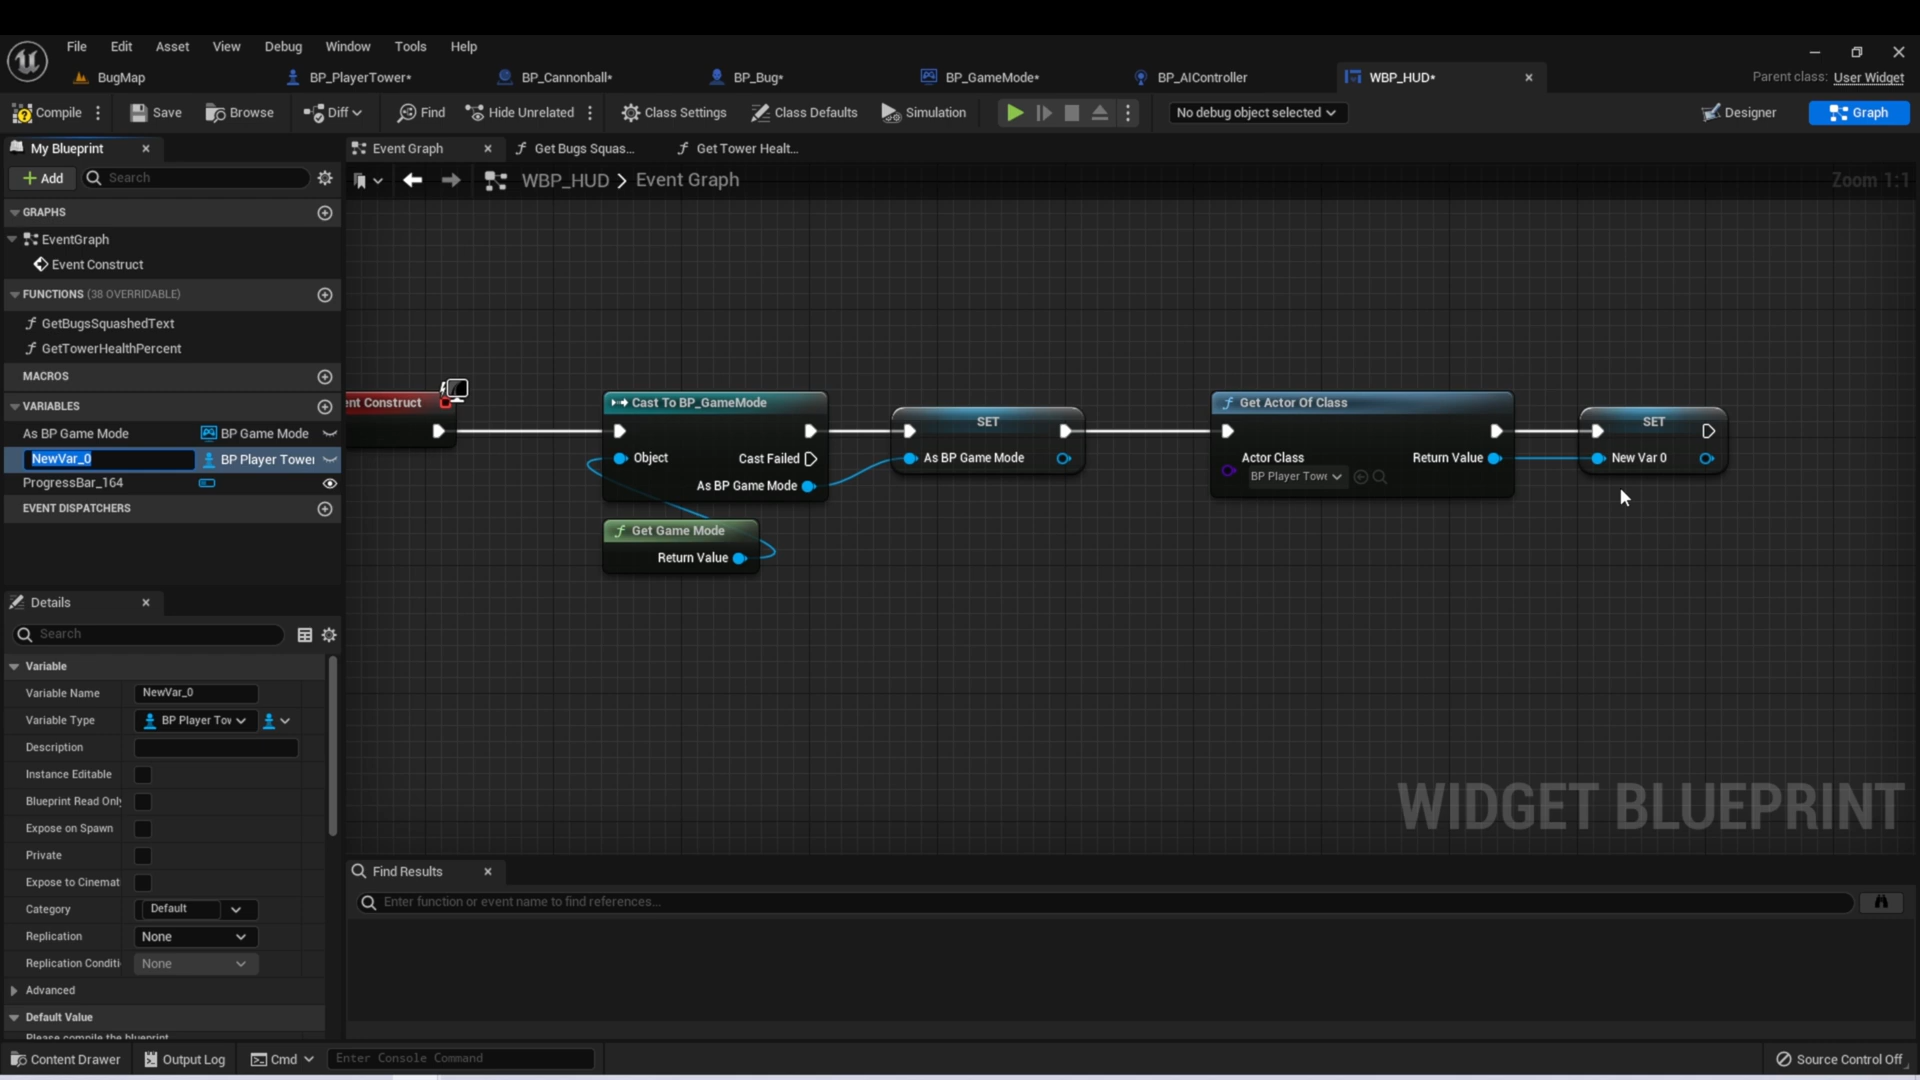 File Edit Asset View Debug Window Tools Help
BugMap BP_PlayerTower* BP_Cannonball* BP_Bug* BP_GameMode* BP_AIController WBP_HUD* Parent class: User Widget
Compile Save Browse Diff Find Hide Unrelated Class Settings Class Defaults Simulation No debug object selected Designer Graph
My Blueprint Event Graph Get Bugs Squas... Get Tower Healt...
Add Search WBP_HUD > Event Graph Zoom 1:1
GRAPHS
EventGraph
Event Construct
FUNCTIONS (38 OVERRIDABLE)
GetBugsSquashedText
GetTowerHealthPercent
MACROS
VARIABLES
As BP Game Mode BP Game Mode
NewVar_0 BP Player Tower
ProgressBar_164
EVENT DISPATCHERS
ent Construct
Cast To BP_GameMode
Object Cast Failed
As BP Game Mode
Get Game Mode
Return Value
SET
As BP Game Mode
Get Actor Of Class
Actor Class Return Value
BP Player Towe
SET
New Var 0
Details
Search
Variable
Variable Name NewVar_0
Variable Type BP Player Tov
Description
Instance Editable
Blueprint Read Only
Expose on Spawn
Private
Expose to Cinemat
Category Default
Replication None
Replication Conditi None
Advanced
Default Value
Please compile the blueprint
WIDGET BLUEPRINT
Find Results
Enter function or event name to find references...
Content Drawer Output Log Cmd Enter Console Command Source Control Off